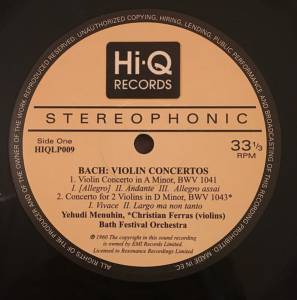 ALL RIGHTS RESERVED. UNAUTHORIZED COPYING, HIRING, LENDING, PUBLIC PERFORMANCE AND BROADCASTING OF THIS RECORD PROHIBITED. MADE IN EC
OF THE PRODUCER AND OF THE OWNER OF THE WORK REPRODUCED RESERVED.
Hi·Q
RECORDS
STEREOPHONIC
Side One
HIQLP009
33 1/3
RPM
BACH: VIOLIN CONCERTOS
1. Violin Concerto in A Minor, BWV 1041
I. [Allegro] II. Andante III. Allegro assai
2. Concerto for 2 Violins in D Minor, BWV 1043*
I. Vivace II. Largo ma non tanto
Yehudi Menuhin, *Christian Ferras (violins)
Bath Festival Orchestra
℗ 1960 The copyright in this sound recording
is owned by EMI Records Limited.
Licensed to Resonance Recordings Limited